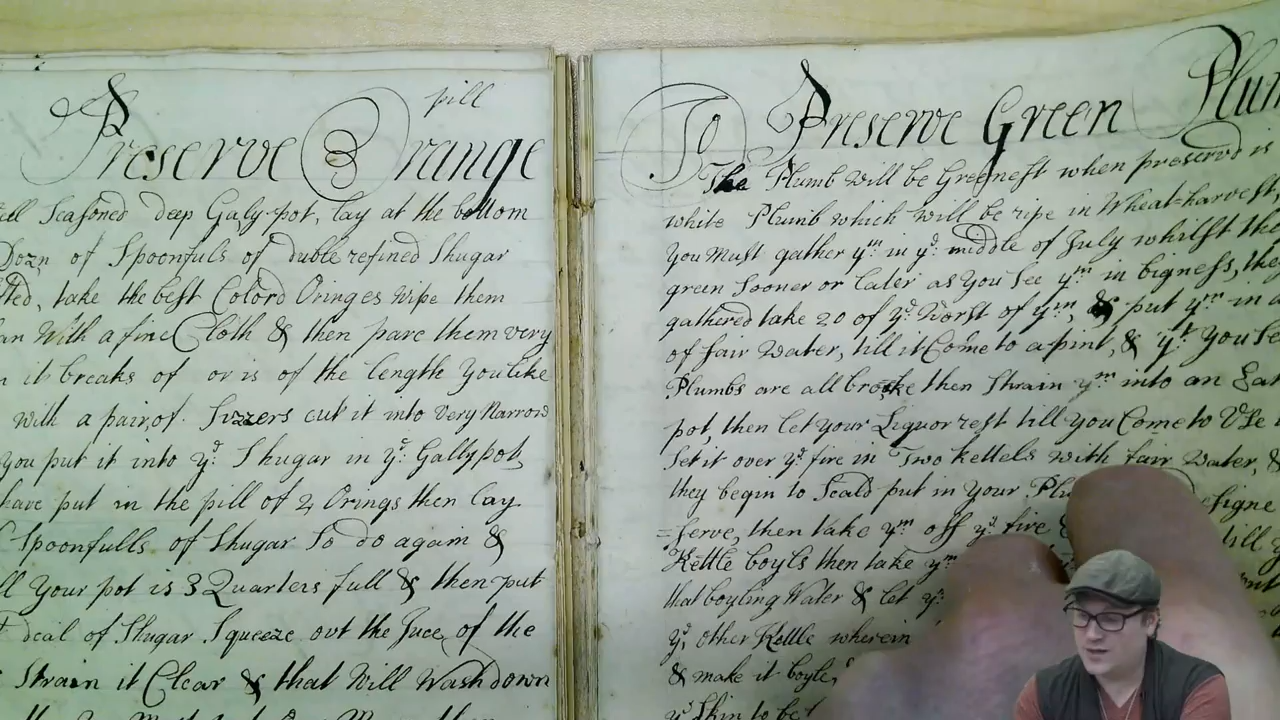 pill
Preserve Orange
ell Seasoned deep Galy-pot, lay at the bottom
Dozn of Spoonfuls of duble refined Shugar
ted, take the best Colord Oringes wipe them
an With a fine Cloth & then pare them very
n it breaks of or is of the length You like
with a pair of Sizzers cut it into very Narrow
you put it into ye Shugar in ye Gallypot,
have put in the pill of 2 Orings then lay
Spoonfulls of Shugar So do again &
ll Your pot is 3 Quarters full & then put
deal of Shugar Squeeze out the Juce of the
Strain it Clear & that Will Wash down
To Preserve Green Plum
The Plumb will be Greenest when preservd is
white Plumb which will be ripe in Wheat-harvest,
You Must gather ym in ye middle of July whilst the
green Sooner or Later as You See ym in bigness, the
gathered take 20 of ye Worst of ym, & put ym in a
of fair Water, till it Come to a pint, & yt You Se
Plumbs are all broke then Strain ym into an Ear
pot, then let your Liquor rest till you Come to Use i
Set it over ye fire in Two kettels with fair Water, &
they begin to Scald put in Your Plu
=serve, then take ym off ye fire
Kettle boyls then take ym
that boyling Water & let ye
ye other Kettle wherein
& make it boyle,
ye Skin to be